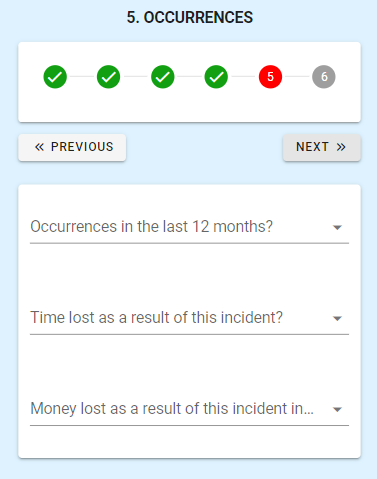 5. OCCURRENCES
5
6
« PREVIOUS
NEXT »
Occurrences in the last 12 months?
Time lost as a result of this incident?
Money lost as a result of this incident in...